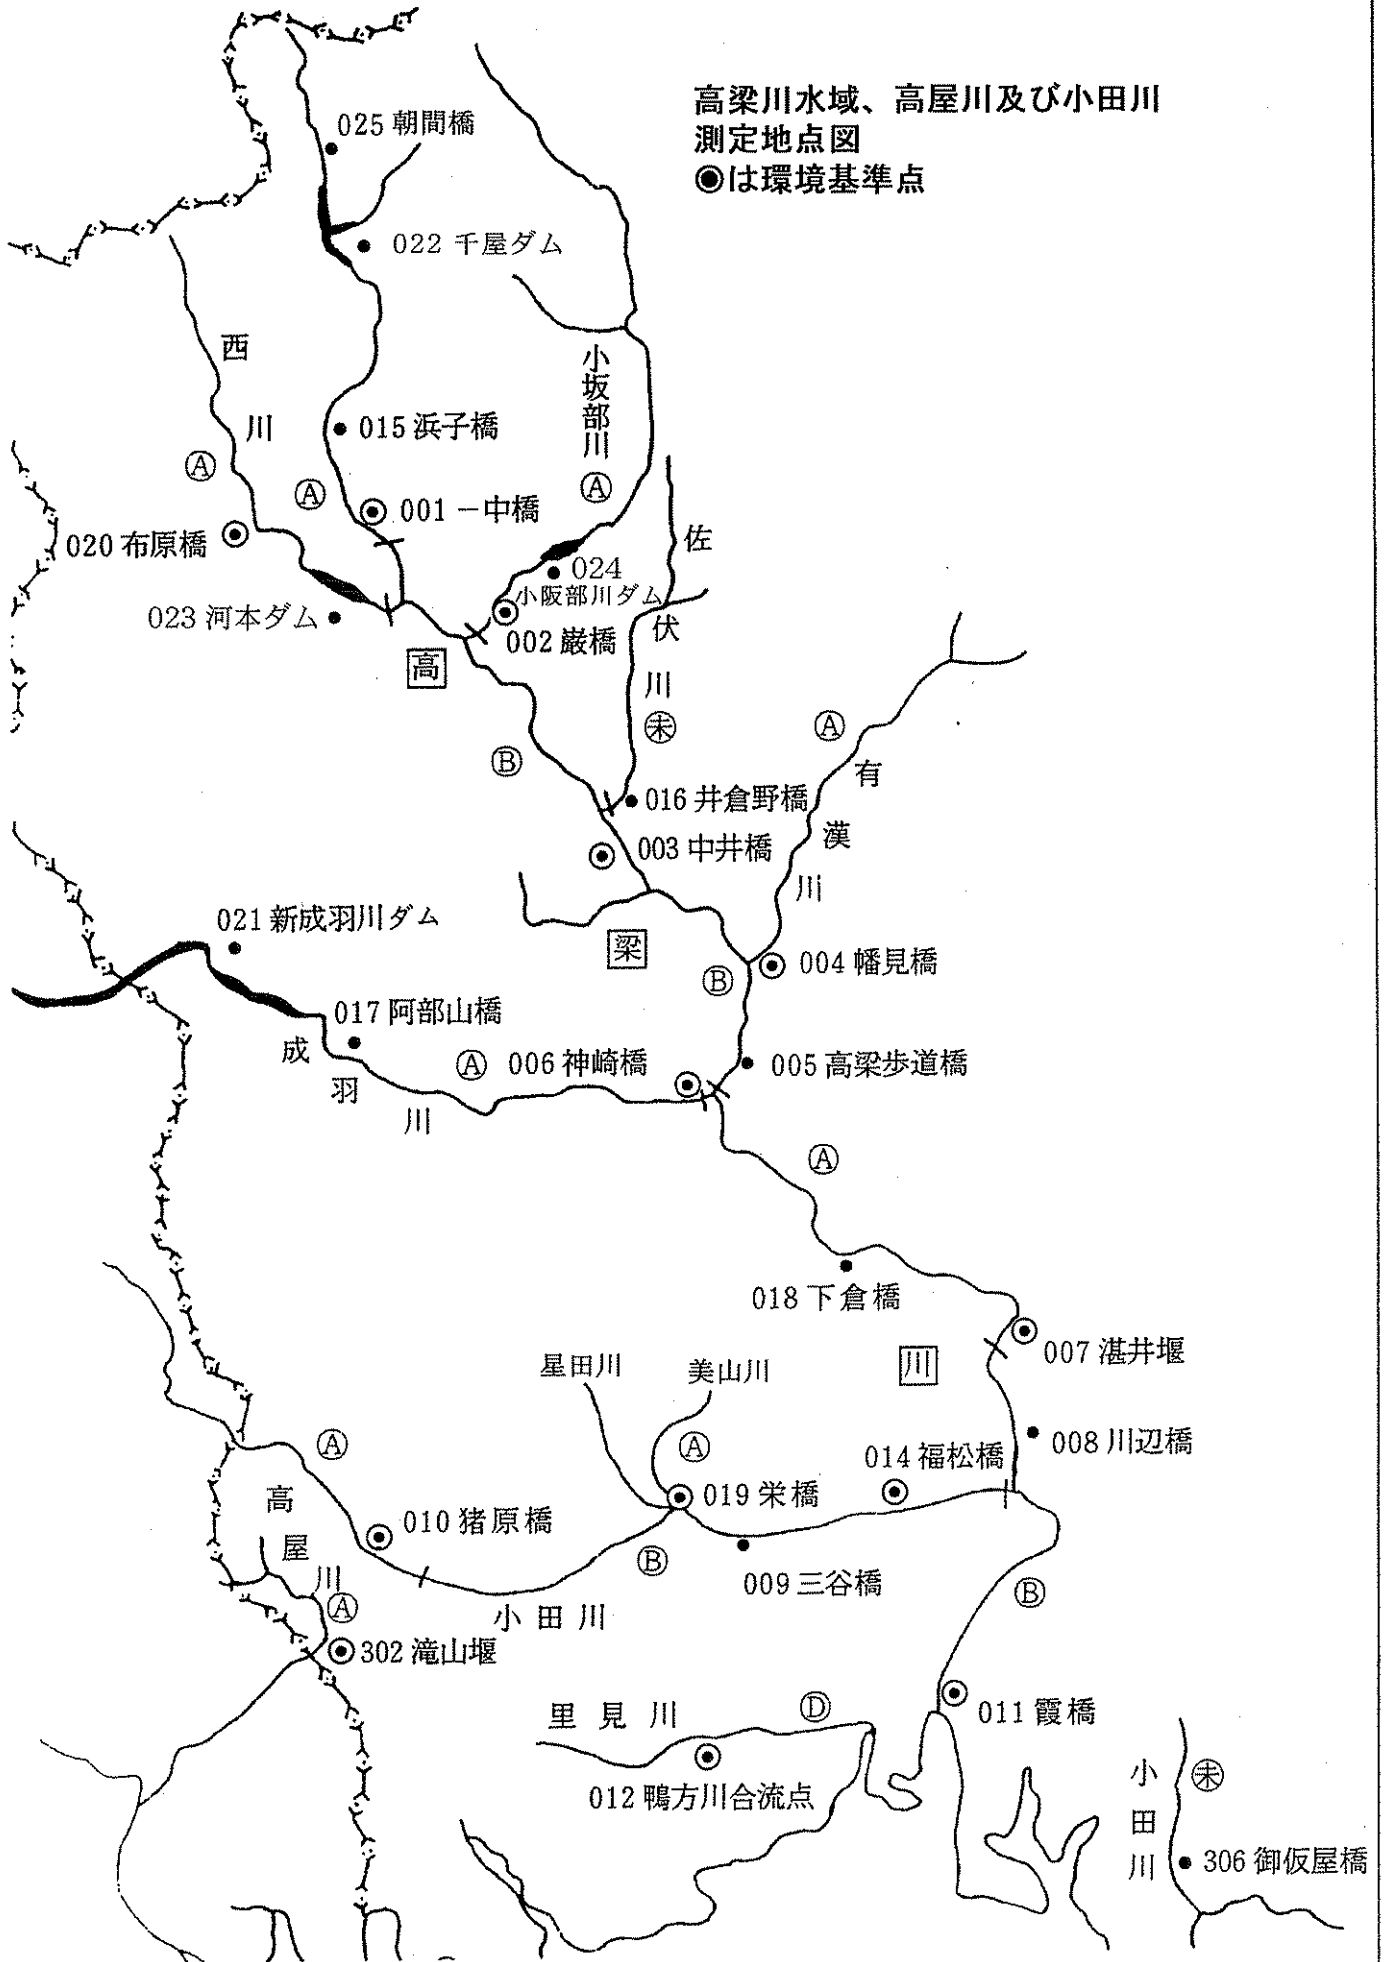 高梁川水域、高屋川及び小田川
測定地点図
◉は環境基準点
025 朝間橋
022 千屋ダム
西川
Ⓐ
小坂部川
Ⓐ
015 浜子橋
Ⓐ
001 一中橋
020 布原橋
佐伏川
㊍
024
小阪部川ダム
023 河本ダム
002 巌橋
高
Ⓑ
Ⓐ
有漢川
016 井倉野橋
003 中井橋
021 新成羽川ダム
梁
Ⓑ
004 幡見橋
017 阿部山橋
成羽川
Ⓐ
006 神崎橋
005 高梁歩道橋
Ⓐ
018 下倉橋
007 湛井堰
川
星田川
美山川
Ⓐ
Ⓐ
008 川辺橋
014 福松橋
019 栄橋
高屋川
Ⓐ
010 猪原橋
Ⓑ
009 三谷橋
Ⓑ
小田川
302 滝山堰
里見川
Ⓓ
011 霞橋
012 鴨方川合流点
小田川
306 御仮屋橋